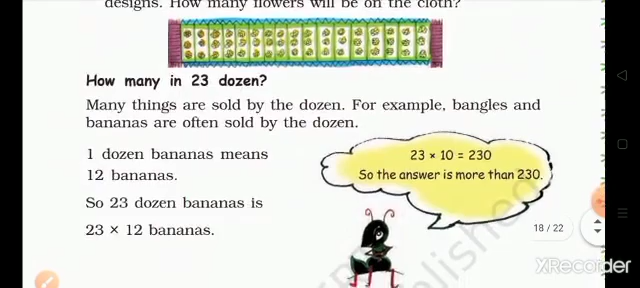 designs. How many flowers will be on the cloth?
How many in 23 dozen?
Many things are sold by the dozen. For example, bangles and
bananas are often sold by the dozen.
1 dozen bananas means
12 bananas.
So 23 dozen bananas is
23 × 12 bananas.
23 × 10 = 230
So the answer is more than 230.
18 / 22
XRecorder